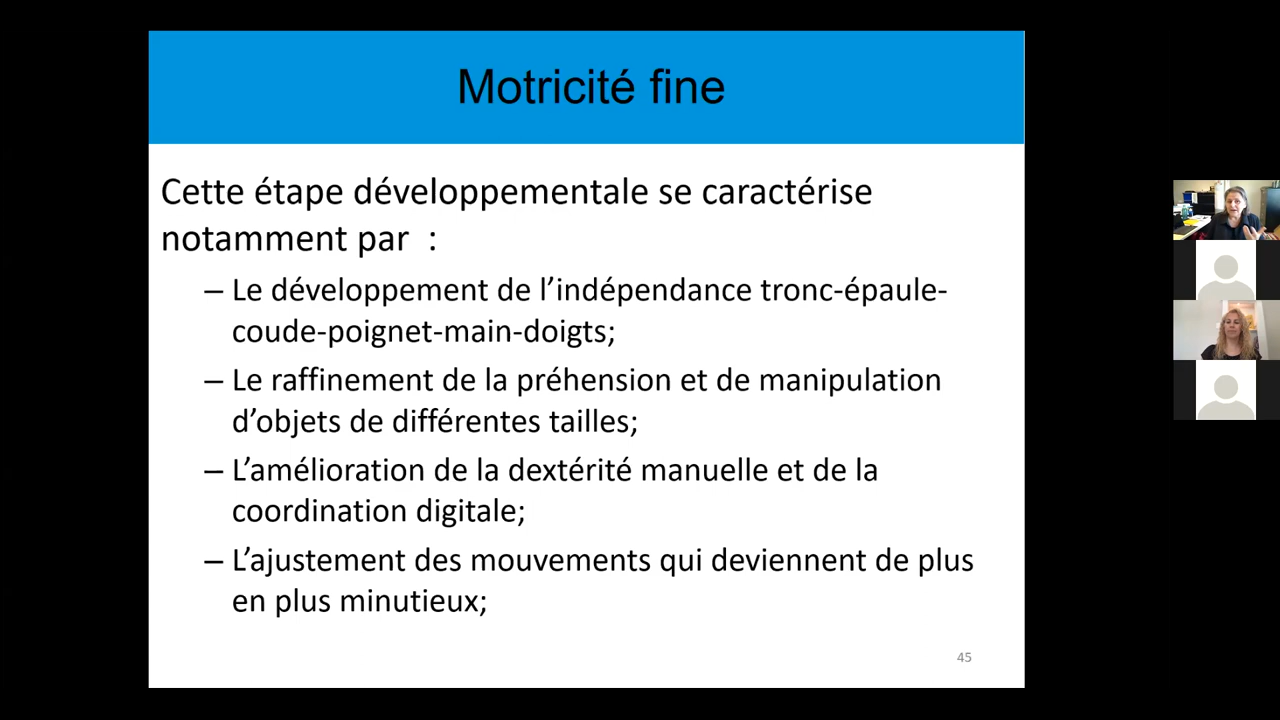 Motricité fine
Cette étape développementale se caractérise
notamment par :
– Le développement de l’indépendance tronc-épaule-
coude-poignet-main-doigts;
– Le raffinement de la préhension et de manipulation
d’objets de différentes tailles;
– L’amélioration de la dextérité manuelle et de la
coordination digitale;
– L’ajustement des mouvements qui deviennent de plus
en plus minutieux;
45